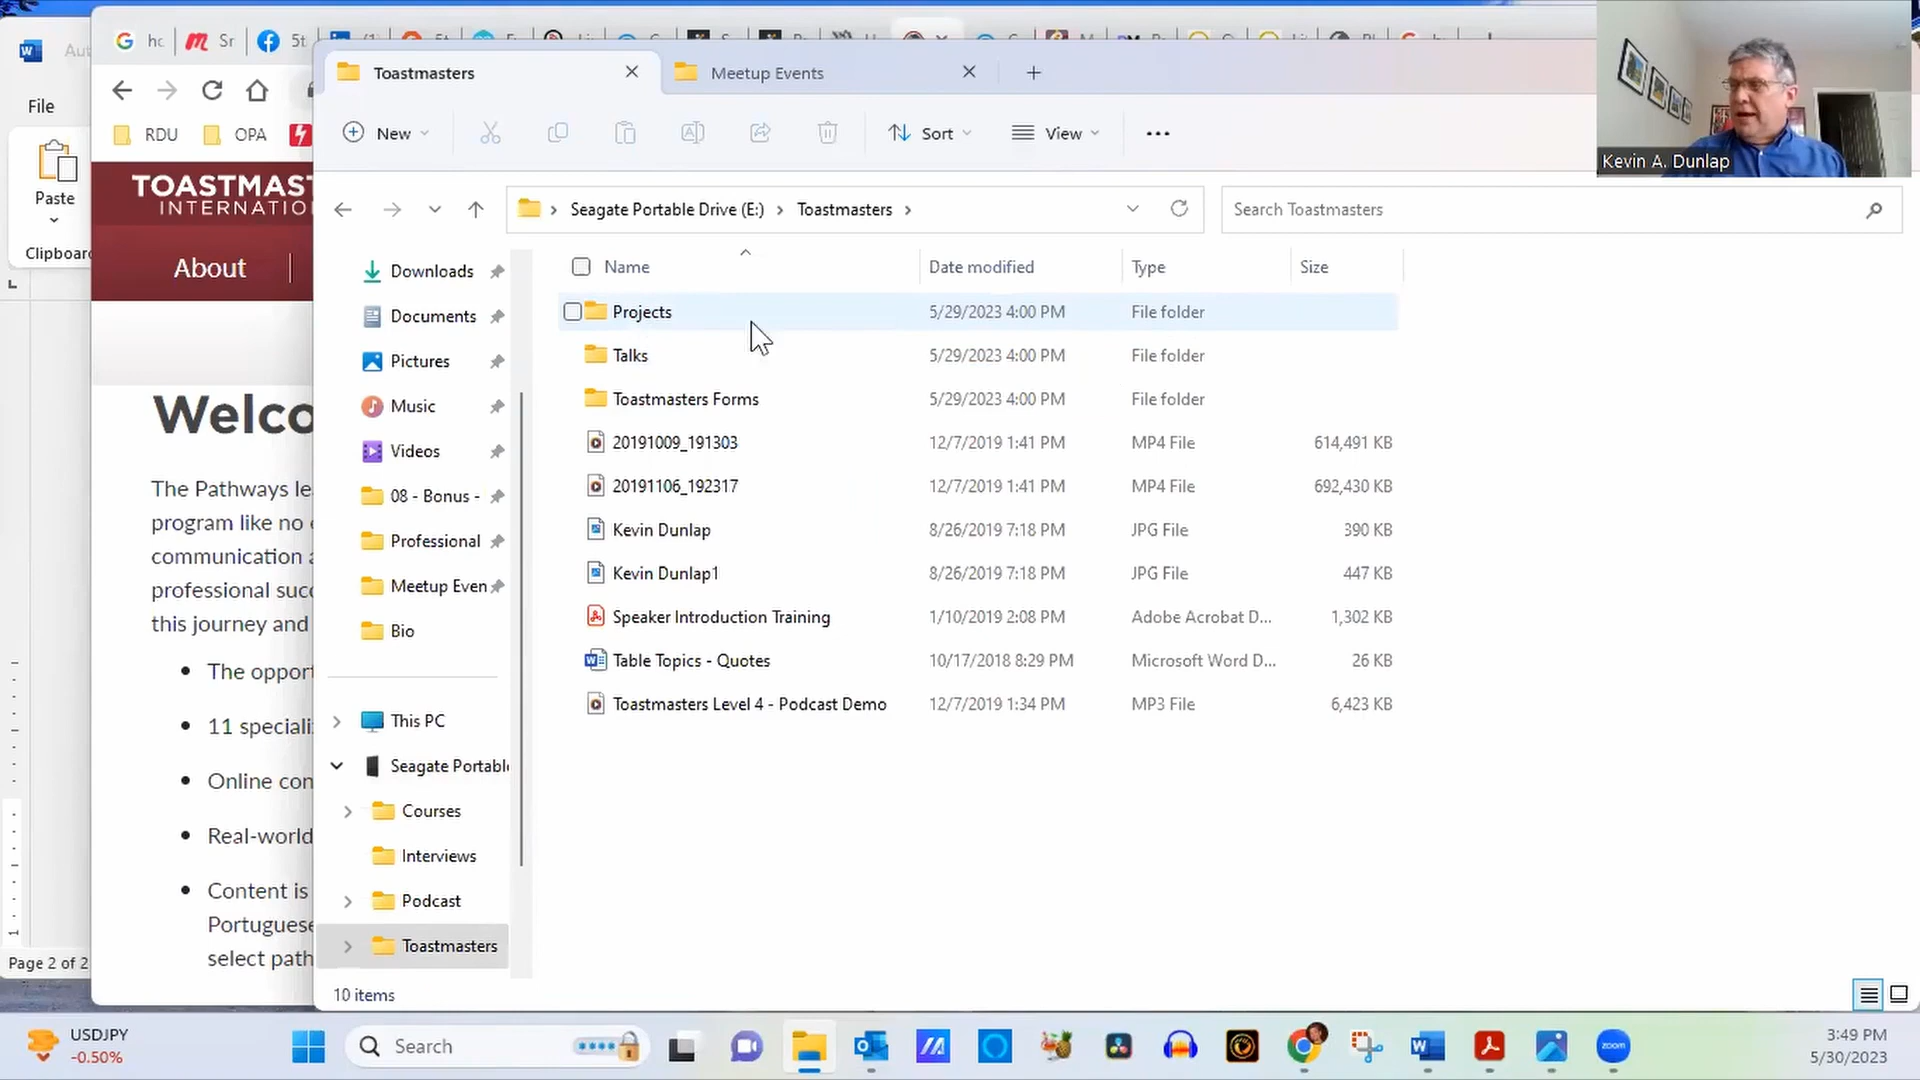 Toastmasters
Meetup Events
File
Paste
Clipboard
RDU
OPA
New
Sort
View
Kevin A. Dunlap
Seagate Portable Drive (E:)
Toastmasters
Search Toastmasters
TOASTMAST
INTERNATIO
About
Welco
The Pathways le
program like no
communication a
professional suc
this journey and
The opport
11 speciali
Online con
Real-world
Content is
Portuguese
select path
Page 2 of 2
Downloads
Documents
Pictures
Music
Videos
08 - Bonus -
Professional
Meetup Even
Bio
This PC
Seagate Portabl
Courses
Interviews
Podcast
Toastmasters
Name Date modified Type Size
Projects 5/29/2023 4:00 PM File folder
Talks 5/29/2023 4:00 PM File folder
Toastmasters Forms 5/29/2023 4:00 PM File folder
20191009_191303 12/7/2019 1:41 PM MP4 File 614,491 KB
20191106_192317 12/7/2019 1:41 PM MP4 File 692,430 KB
Kevin Dunlap 8/26/2019 7:18 PM JPG File 390 KB
Kevin Dunlap1 8/26/2019 7:18 PM JPG File 447 KB
Speaker Introduction Training 1/10/2019 2:08 PM Adobe Acrobat D... 1,302 KB
Table Topics - Quotes 10/17/2018 8:29 PM Microsoft Word D... 26 KB
Toastmasters Level 4 - Podcast Demo 12/7/2019 1:34 PM MP3 File 6,423 KB
10 items
USDJPY
-0.50%
Search
zoom
3:49 PM
5/30/2023